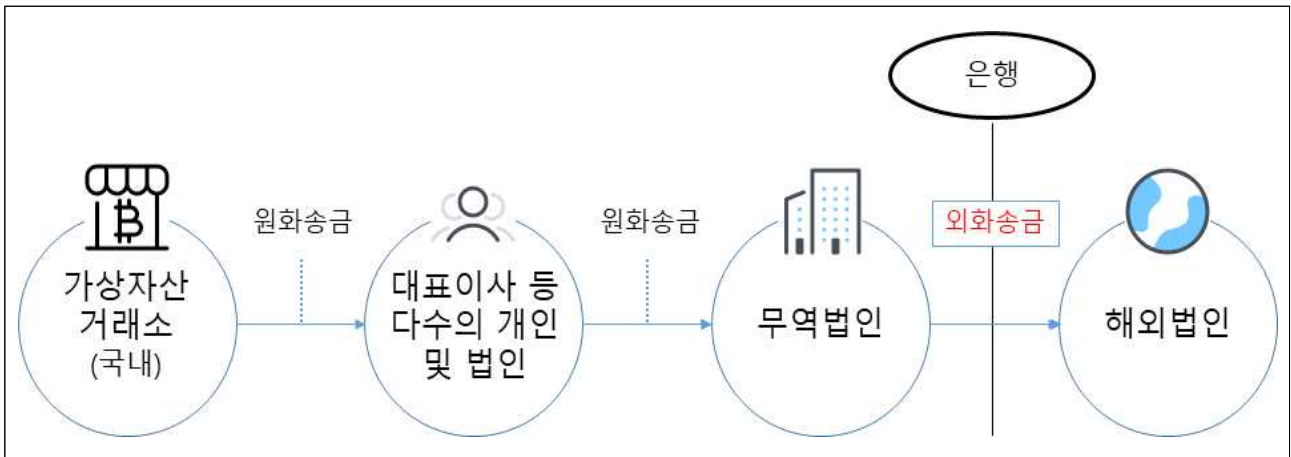 은행
원화송금
원화송금
외화송금
가상자산
거래소
(국내)
대표이사 등
다수의 개인
및 법인
무역법인
해외법인